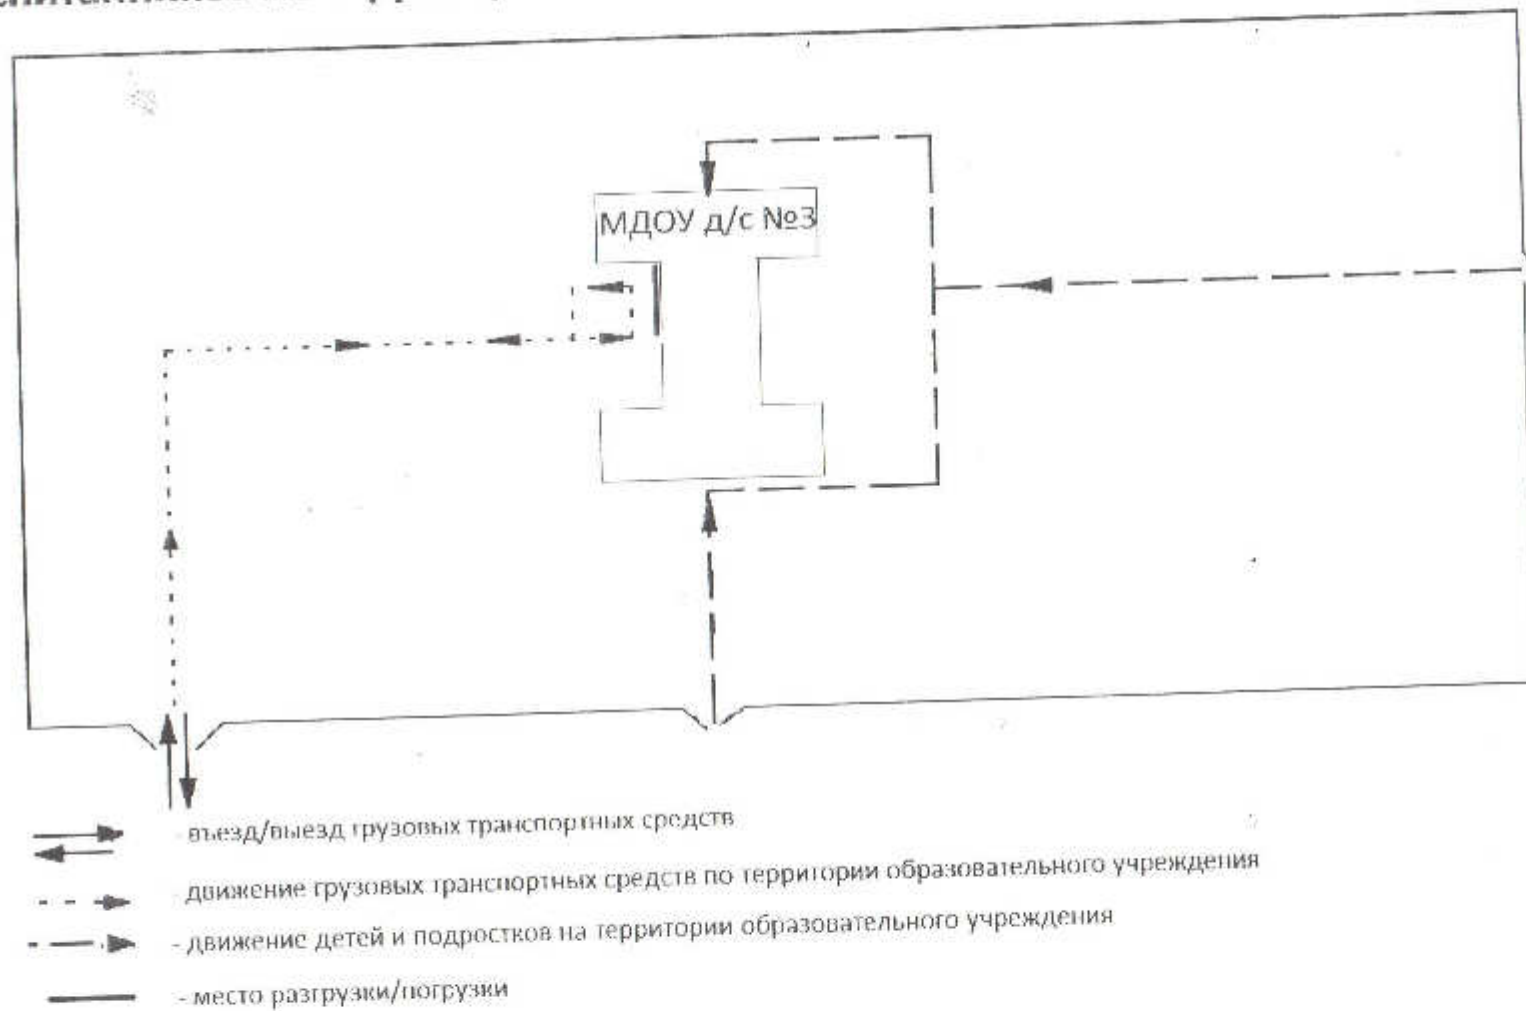 МДОУ д/с №3
- въезд/выезд грузовых транспортных средств
- движение грузовых транспортных средств по территории образовательного учреждения
- движение детей и подростков на территории образовательного учреждения
- место разгрузки/погрузки